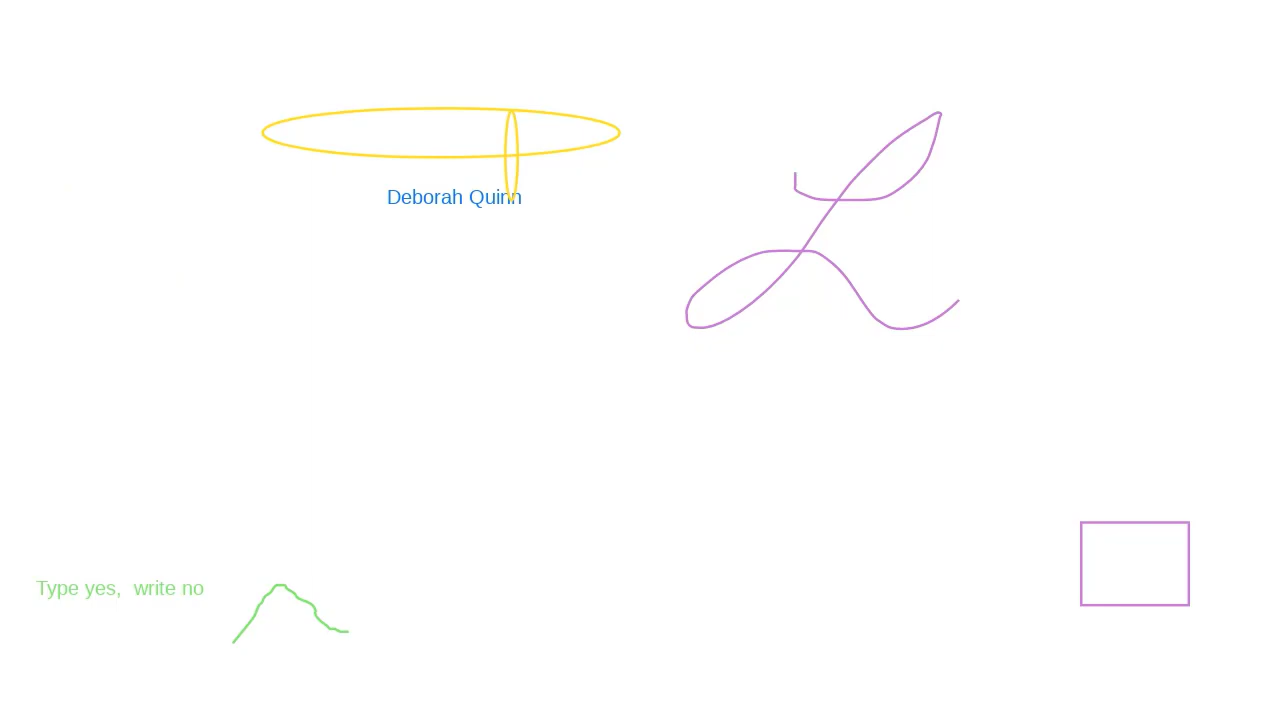 Deborah Quinn
Type yes,  write no